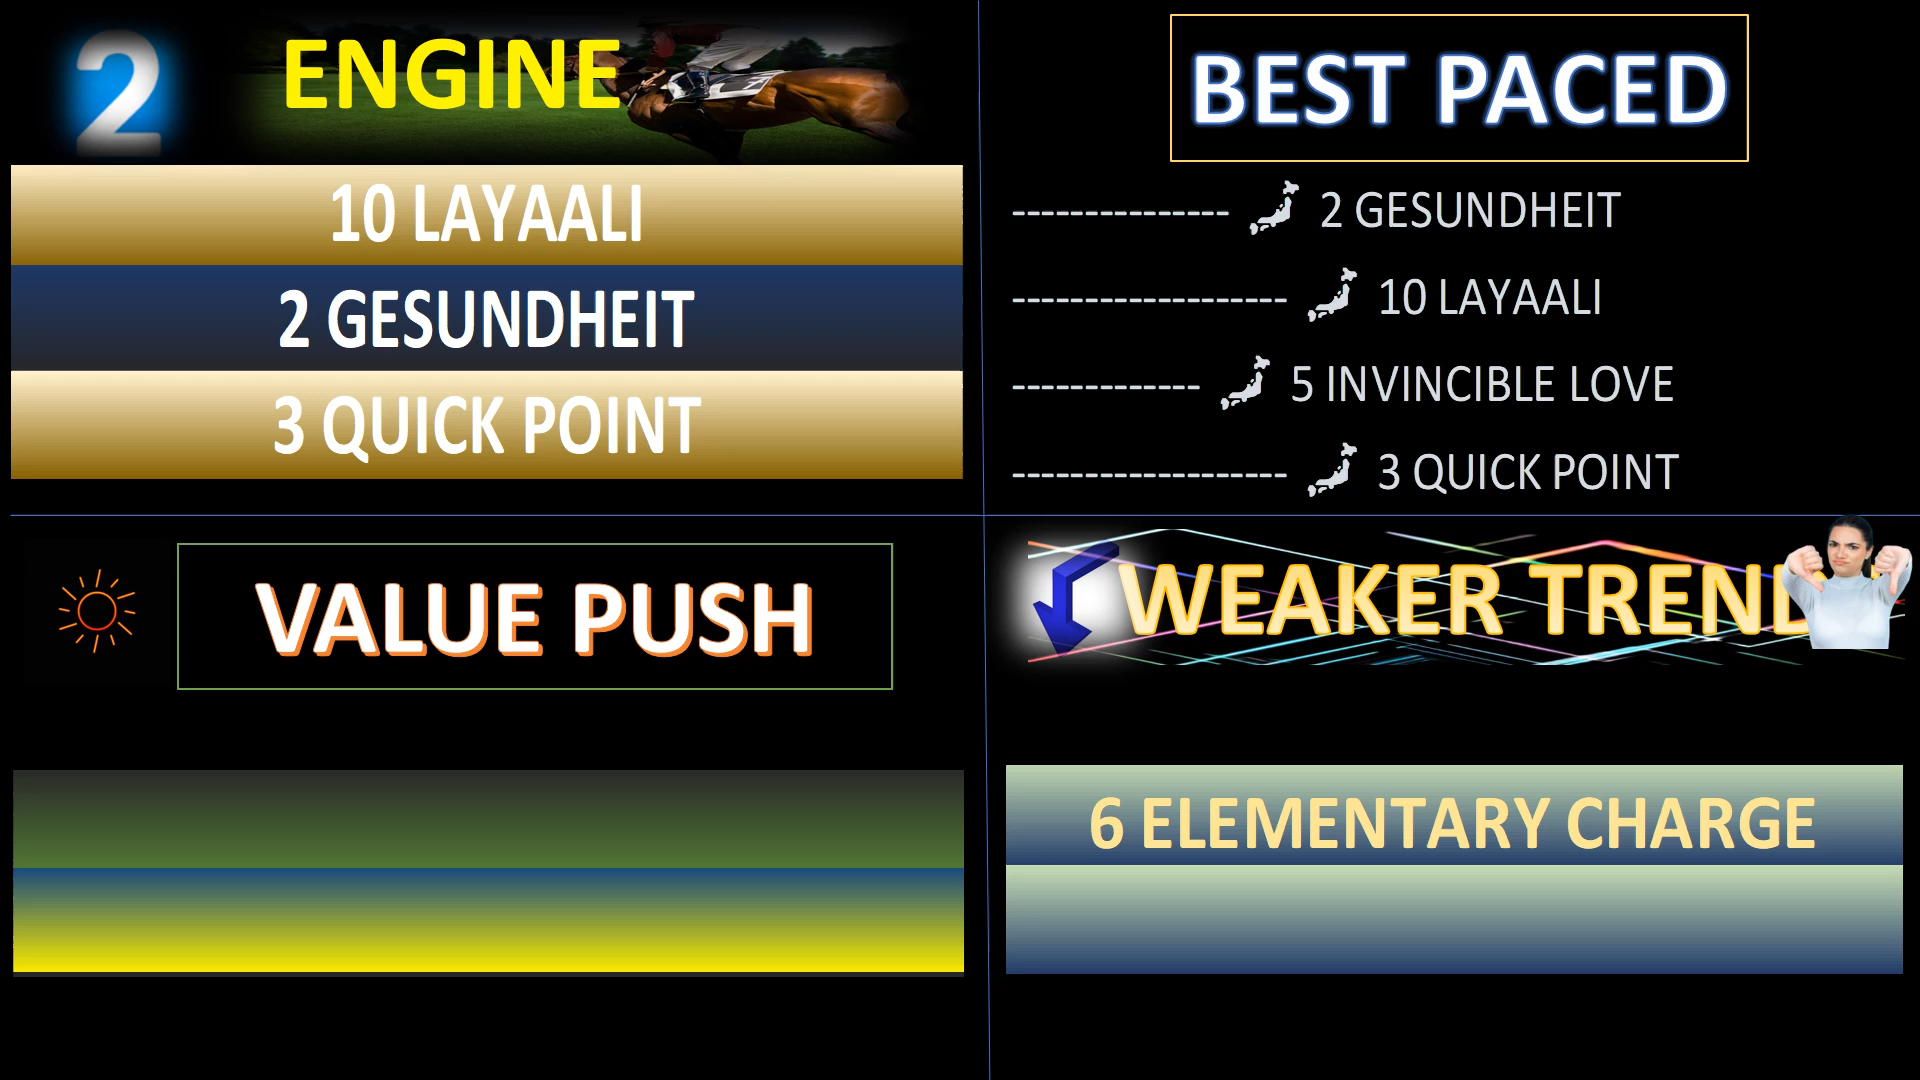 2
ENGINE
10 LAYAALI
2 GESUNDHEIT
3 QUICK POINT
BEST PACED
--------------- 2 GESUNDHEIT
------------------- 10 LAYAALI
------------- 5 INVINCIBLE LOVE
------------------- 3 QUICK POINT
VALUE PUSH
WEAKER TREND
6 ELEMENTARY CHARGE